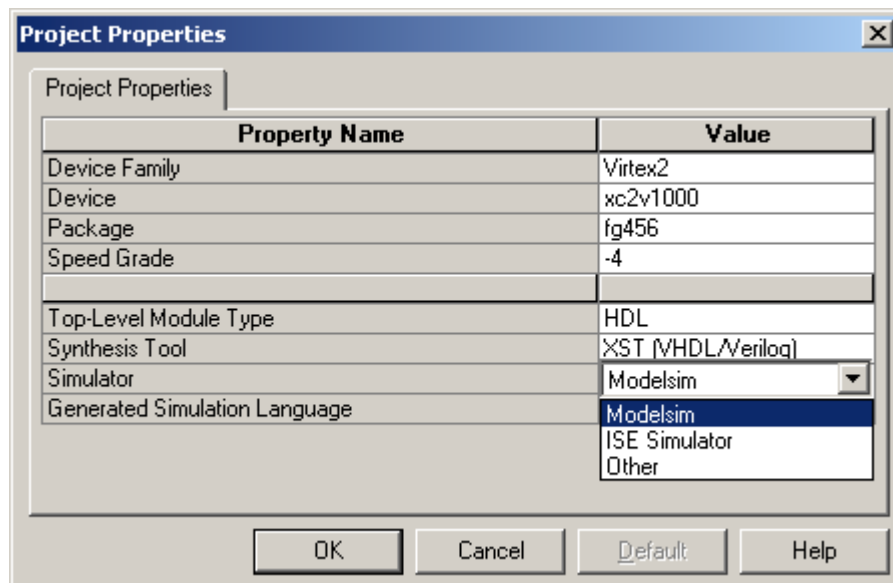 Project Properties
Project Properties
Property Name Value
Device Family Virtex2
Device xc2v1000
Package fg456
Speed Grade -4
Top-Level Module Type HDL
Synthesis Tool XST (VHDL/Verilog)
Simulator Modelsim
Generated Simulation Language Modelsim
ISE Simulator
Other
OK Cancel Default Help